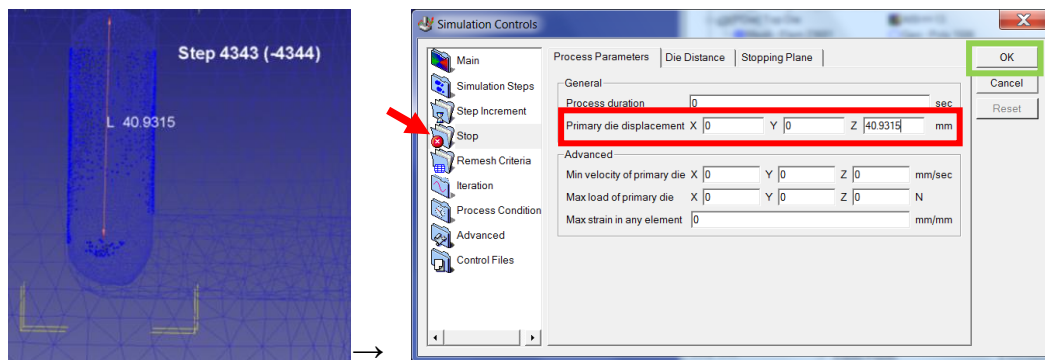 Step 4343 (-4344)
L 40.9315
→
Simulation Controls
Main
Simulation Steps
Step Increment
Stop
Remesh Criteria
Iteration
Process Condition
Advanced
Control Files
Process Parameters Die Distance Stopping Plane
General
Process duration 0 sec
Primary die displacement X 0 Y 0 Z 40.9315 mm
Advanced
Min velocity of primary die X 0 Y 0 Z 0 mm/sec
Max load of primary die X 0 Y 0 Z 0 N
Max strain in any element 0 mm/mm
OK
Cancel
Reset